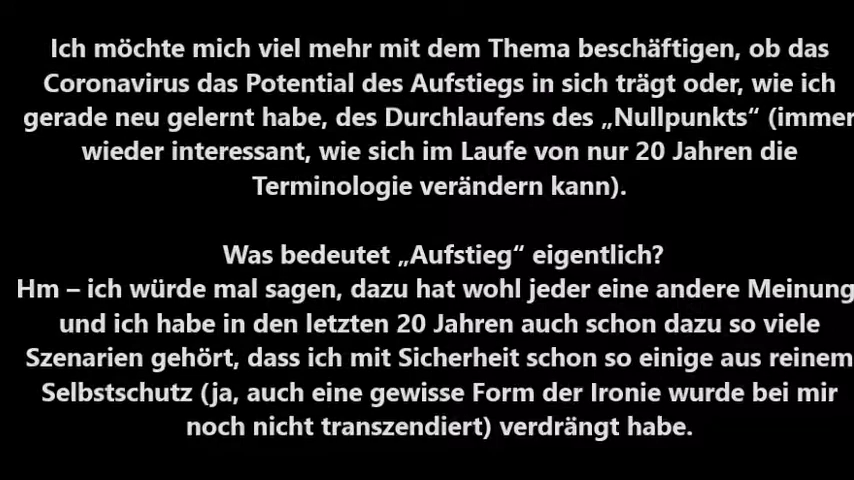 Ich möchte mich viel mehr mit dem Thema beschäftigen, ob das
Coronavirus das Potential des Aufstiegs in sich trägt oder, wie ich
gerade neu gelernt habe, des Durchlaufens des „Nullpunkts“ (immer
wieder interessant, wie sich im Laufe von nur 20 Jahren die
Terminologie verändern kann).
Was bedeutet „Aufstieg“ eigentlich?
Hm – ich würde mal sagen, dazu hat wohl jeder eine andere Meinung
und ich habe in den letzten 20 Jahren auch schon dazu so viele
Szenarien gehört, dass ich mit Sicherheit schon so einige aus reinem
Selbstschutz (ja, auch eine gewisse Form der Ironie wurde bei mir
noch nicht transzendiert) verdrängt habe.